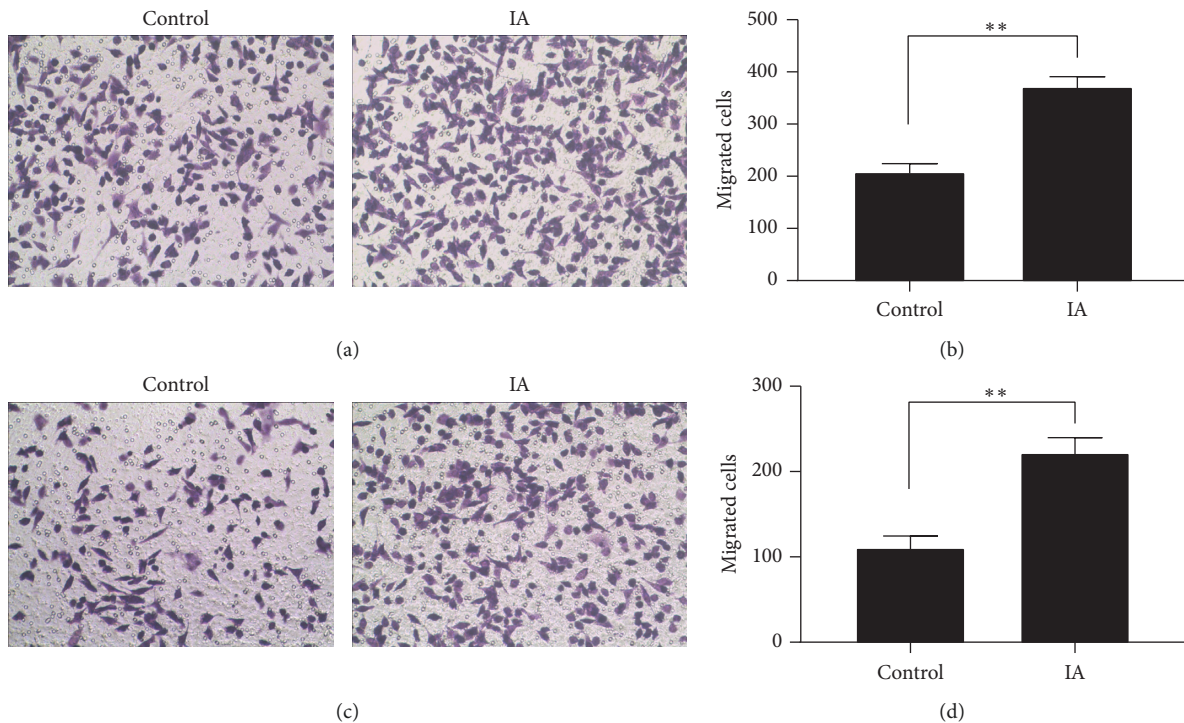 Control
IA
(a)
Migrated cells
500
400
300
200
100
0
**
Control
IA
(b)
Control
IA
(c)
Migrated cells
300
200
100
0
**
Control
IA
(d)